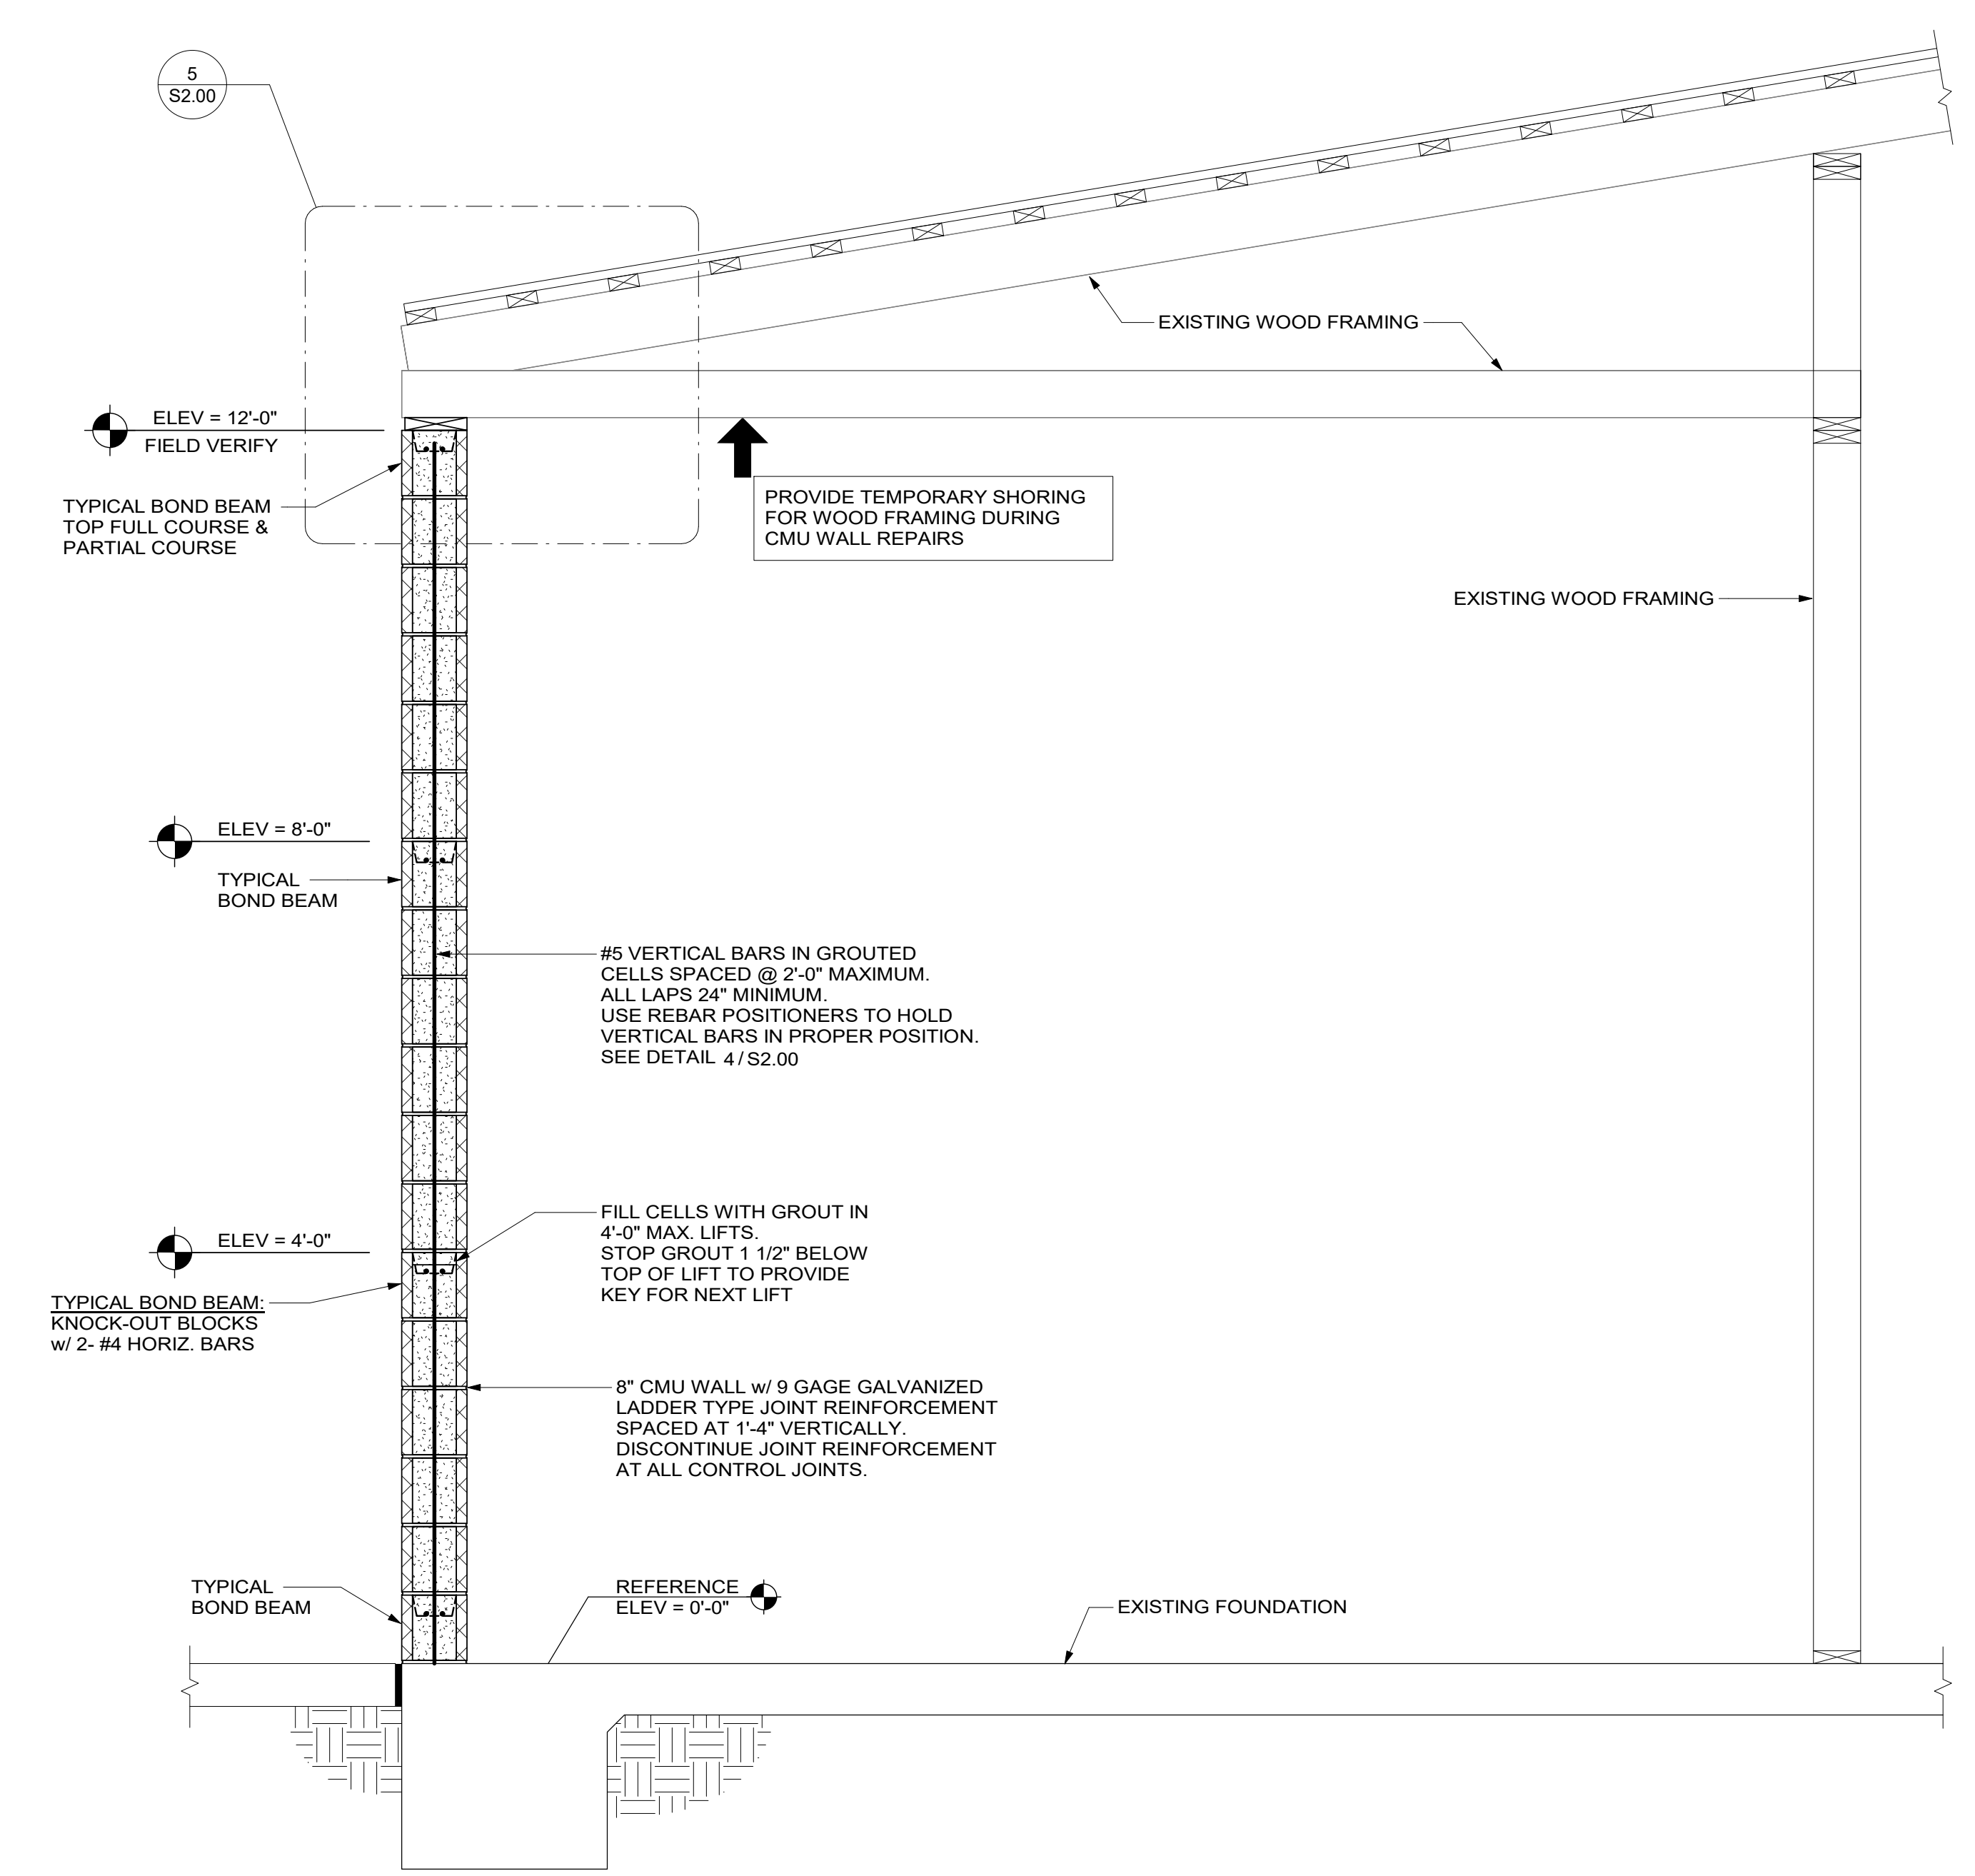 5
S2.00
EXISTING WOOD FRAMING
ELEV = 12'-0"
FIELD VERIFY
TYPICAL BOND BEAM
TOP FULL COURSE &
PARTIAL COURSE
PROVIDE TEMPORARY SHORING
FOR WOOD FRAMING DURING
CMU WALL REPAIRS
EXISTING WOOD FRAMING
ELEV = 8'-0"
TYPICAL
BOND BEAM
#5 VERTICAL BARS IN GROUTED
CELLS SPACED @ 2'-0" MAXIMUM.
ALL LAPS 24" MINIMUM.
USE REBAR POSITIONERS TO HOLD
VERTICAL BARS IN PROPER POSITION.
SEE DETAIL 4 / S2.00
FILL CELLS WITH GROUT IN
4'-0" MAX. LIFTS.
STOP GROUT 1 1/2" BELOW
TOP OF LIFT TO PROVIDE
KEY FOR NEXT LIFT
ELEV = 4'-0"
TYPICAL BOND BEAM:
KNOCK-OUT BLOCKS
w/ 2- #4 HORIZ. BARS
8" CMU WALL w/ 9 GAGE GALVANIZED
LADDER TYPE JOINT REINFORCEMENT
SPACED AT 1'-4" VERTICALLY.
DISCONTINUE JOINT REINFORCEMENT
AT ALL CONTROL JOINTS.
TYPICAL
BOND BEAM
REFERENCE
ELEV = 0'-0"
EXISTING FOUNDATION